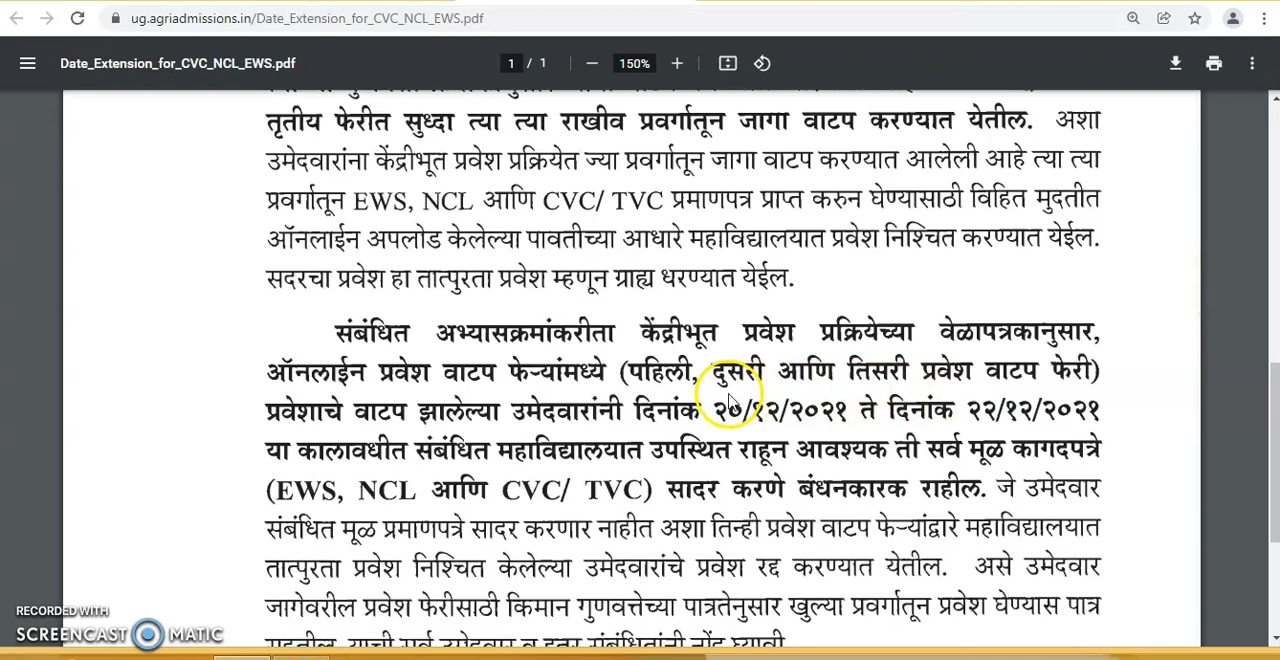 ug.agriadmissions.in/Date_Extension_for_CVC_NCL_EWS.pdf
Date_Extension_for_CVC_NCL_EWS.pdf
1 / 1
150%
तृतीय फेरीत सुध्दा त्या त्या राखीव प्रवर्गातून जागा वाटप करण्यात येतील. अशा
उमेदवारांना केंद्रीभूत प्रवेश प्रक्रियेत ज्या प्रवर्गातून जागा वाटप करण्यात आलेली आहे त्या त्या
प्रवर्गातून EWS, NCL आणि CVC/ TVC प्रमाणपत्र प्राप्त करुन घेण्यासाठी विहित मुदतीत
ऑनलाईन अपलोड केलेल्या पावतीच्या आधारे महाविद्यालयात प्रवेश निश्चित करण्यात येईल.
सदरचा प्रवेश हा तात्पुरता प्रवेश म्हणून ग्राह्य धरण्यात येईल.
संबंधित अभ्यासक्रमांकरीता केंद्रीभूत प्रवेश प्रक्रियेच्या वेळापत्रकानुसार,
ऑनलाईन प्रवेश वाटप फेऱ्यांमध्ये (पहिली, दुसरी आणि तिसरी प्रवेश वाटप फेरी)
प्रवेशाचे वाटप झालेल्या उमेदवारांनी दिनांक २०/१२/२०२१ ते दिनांक २२/१२/२०२१
या कालावधीत संबंधित महाविद्यालयात उपस्थित राहून आवश्यक ती सर्व मूळ कागदपत्रे
(EWS, NCL आणि CVC/ TVC) सादर करणे बंधनकारक राहील. जे उमेदवार
संबंधित मूळ प्रमाणपत्रे सादर करणार नाहीत अशा तिन्ही प्रवेश वाटप फेऱ्यांद्वारे महाविद्यालयात
तात्पुरता प्रवेश निश्चित केलेल्या उमेदवारांचे प्रवेश रद्द करण्यात येतील. असे उमेदवार
जागेवरील प्रवेश फेरीसाठी किमान गुणवत्तेच्या पात्रतेनुसार खुल्या प्रवर्गातून प्रवेश घेण्यास पात्र
राहतील. याची सर्व उमेदवार व इतर संबंधितांनी नोंद घ्यावी.
RECORDED WITH
SCREENCAST MATIC